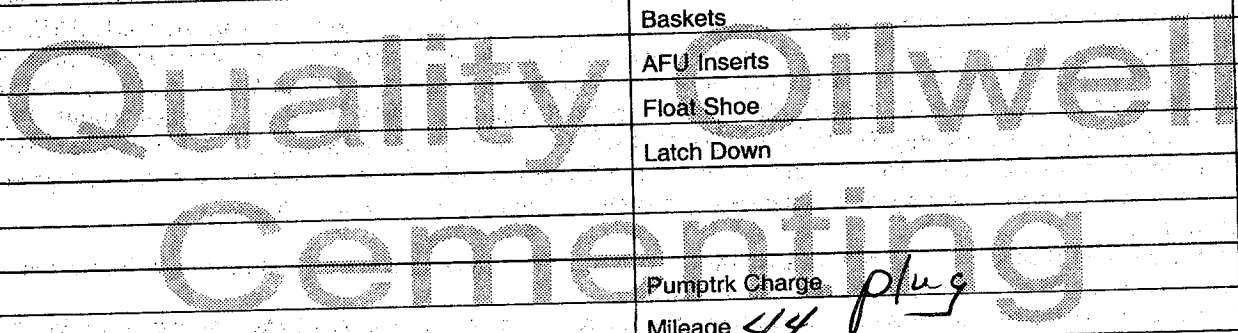 Baskets
Quality Oilwell
AFU Inserts
Float Shoe
Latch Down
Cementing
Pumptrk Charge plug
Mileage 44